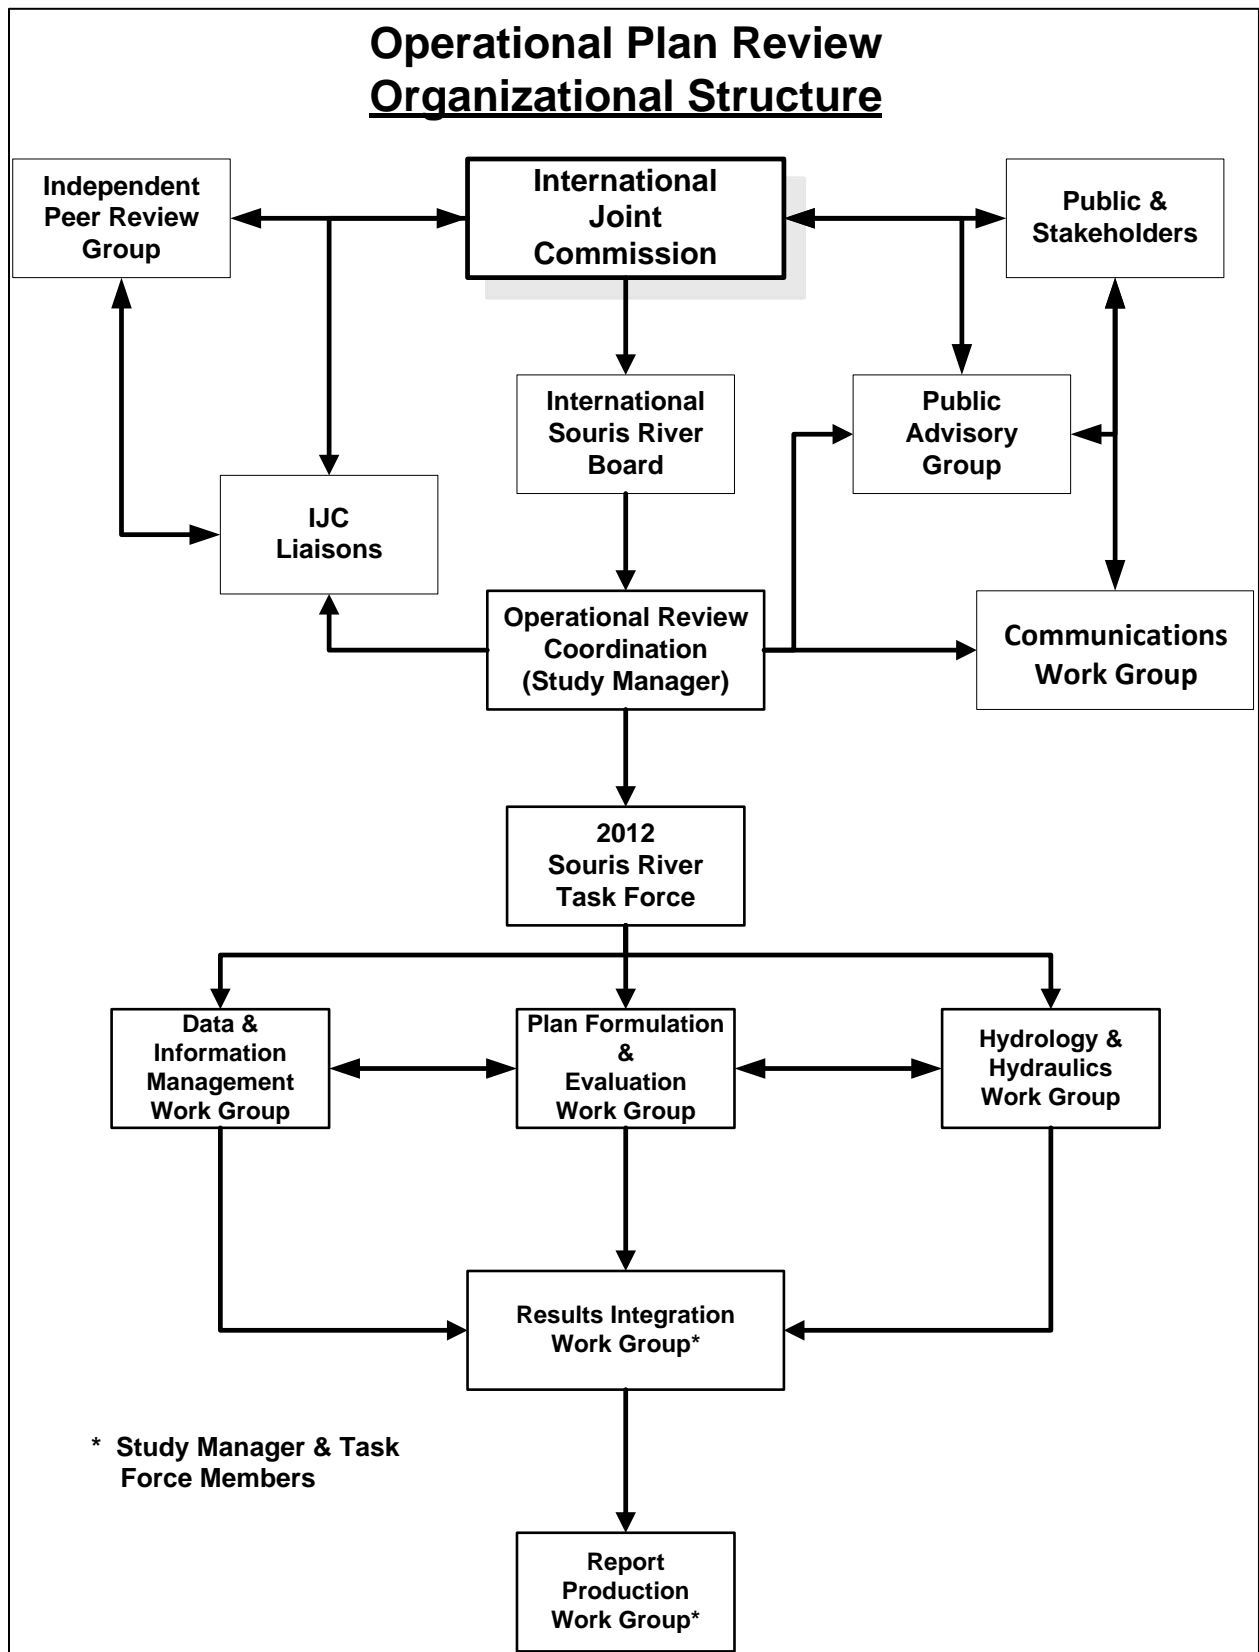 Operational Plan Review
Organizational Structure
Independent
Peer Review
Group
International
Joint
Commission
Public &
Stakeholders
International
Souris River
Board
Public
Advisory
Group
IJC
Liaisons
Operational Review
Coordination
(Study Manager)
Communications
Work Group
2012
Souris River
Task Force
Data &
Information
Management
Work Group
Plan Formulation
&
Evaluation
Work Group
Hydrology &
Hydraulics
Work Group
Results Integration
Work Group*
* Study Manager & Task
Force Members
Report
Production
Work Group*